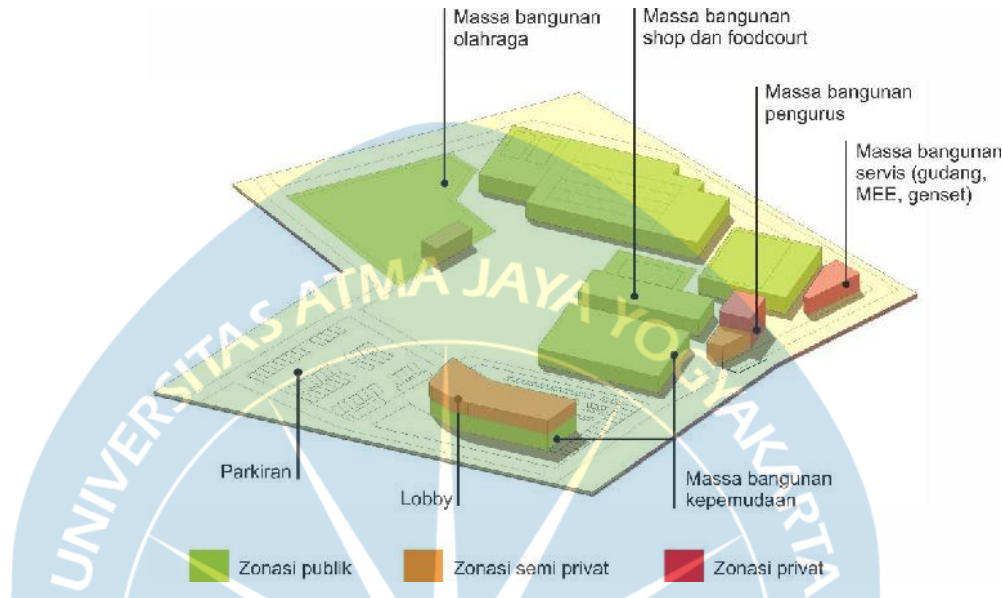 Massa bangunan
olahraga
Massa bangunan
shop dan foodcourt
Massa bangunan
pengurus
Massa bangunan
servis (gudang,
MEE, genset)
UNIVERSITAS ATMA JAYA YOGYAKARTA
Parkiran
Lobby
Massa bangunan
kepemudaan
Zonasi publik
Zonasi semi privat
Zonasi privat